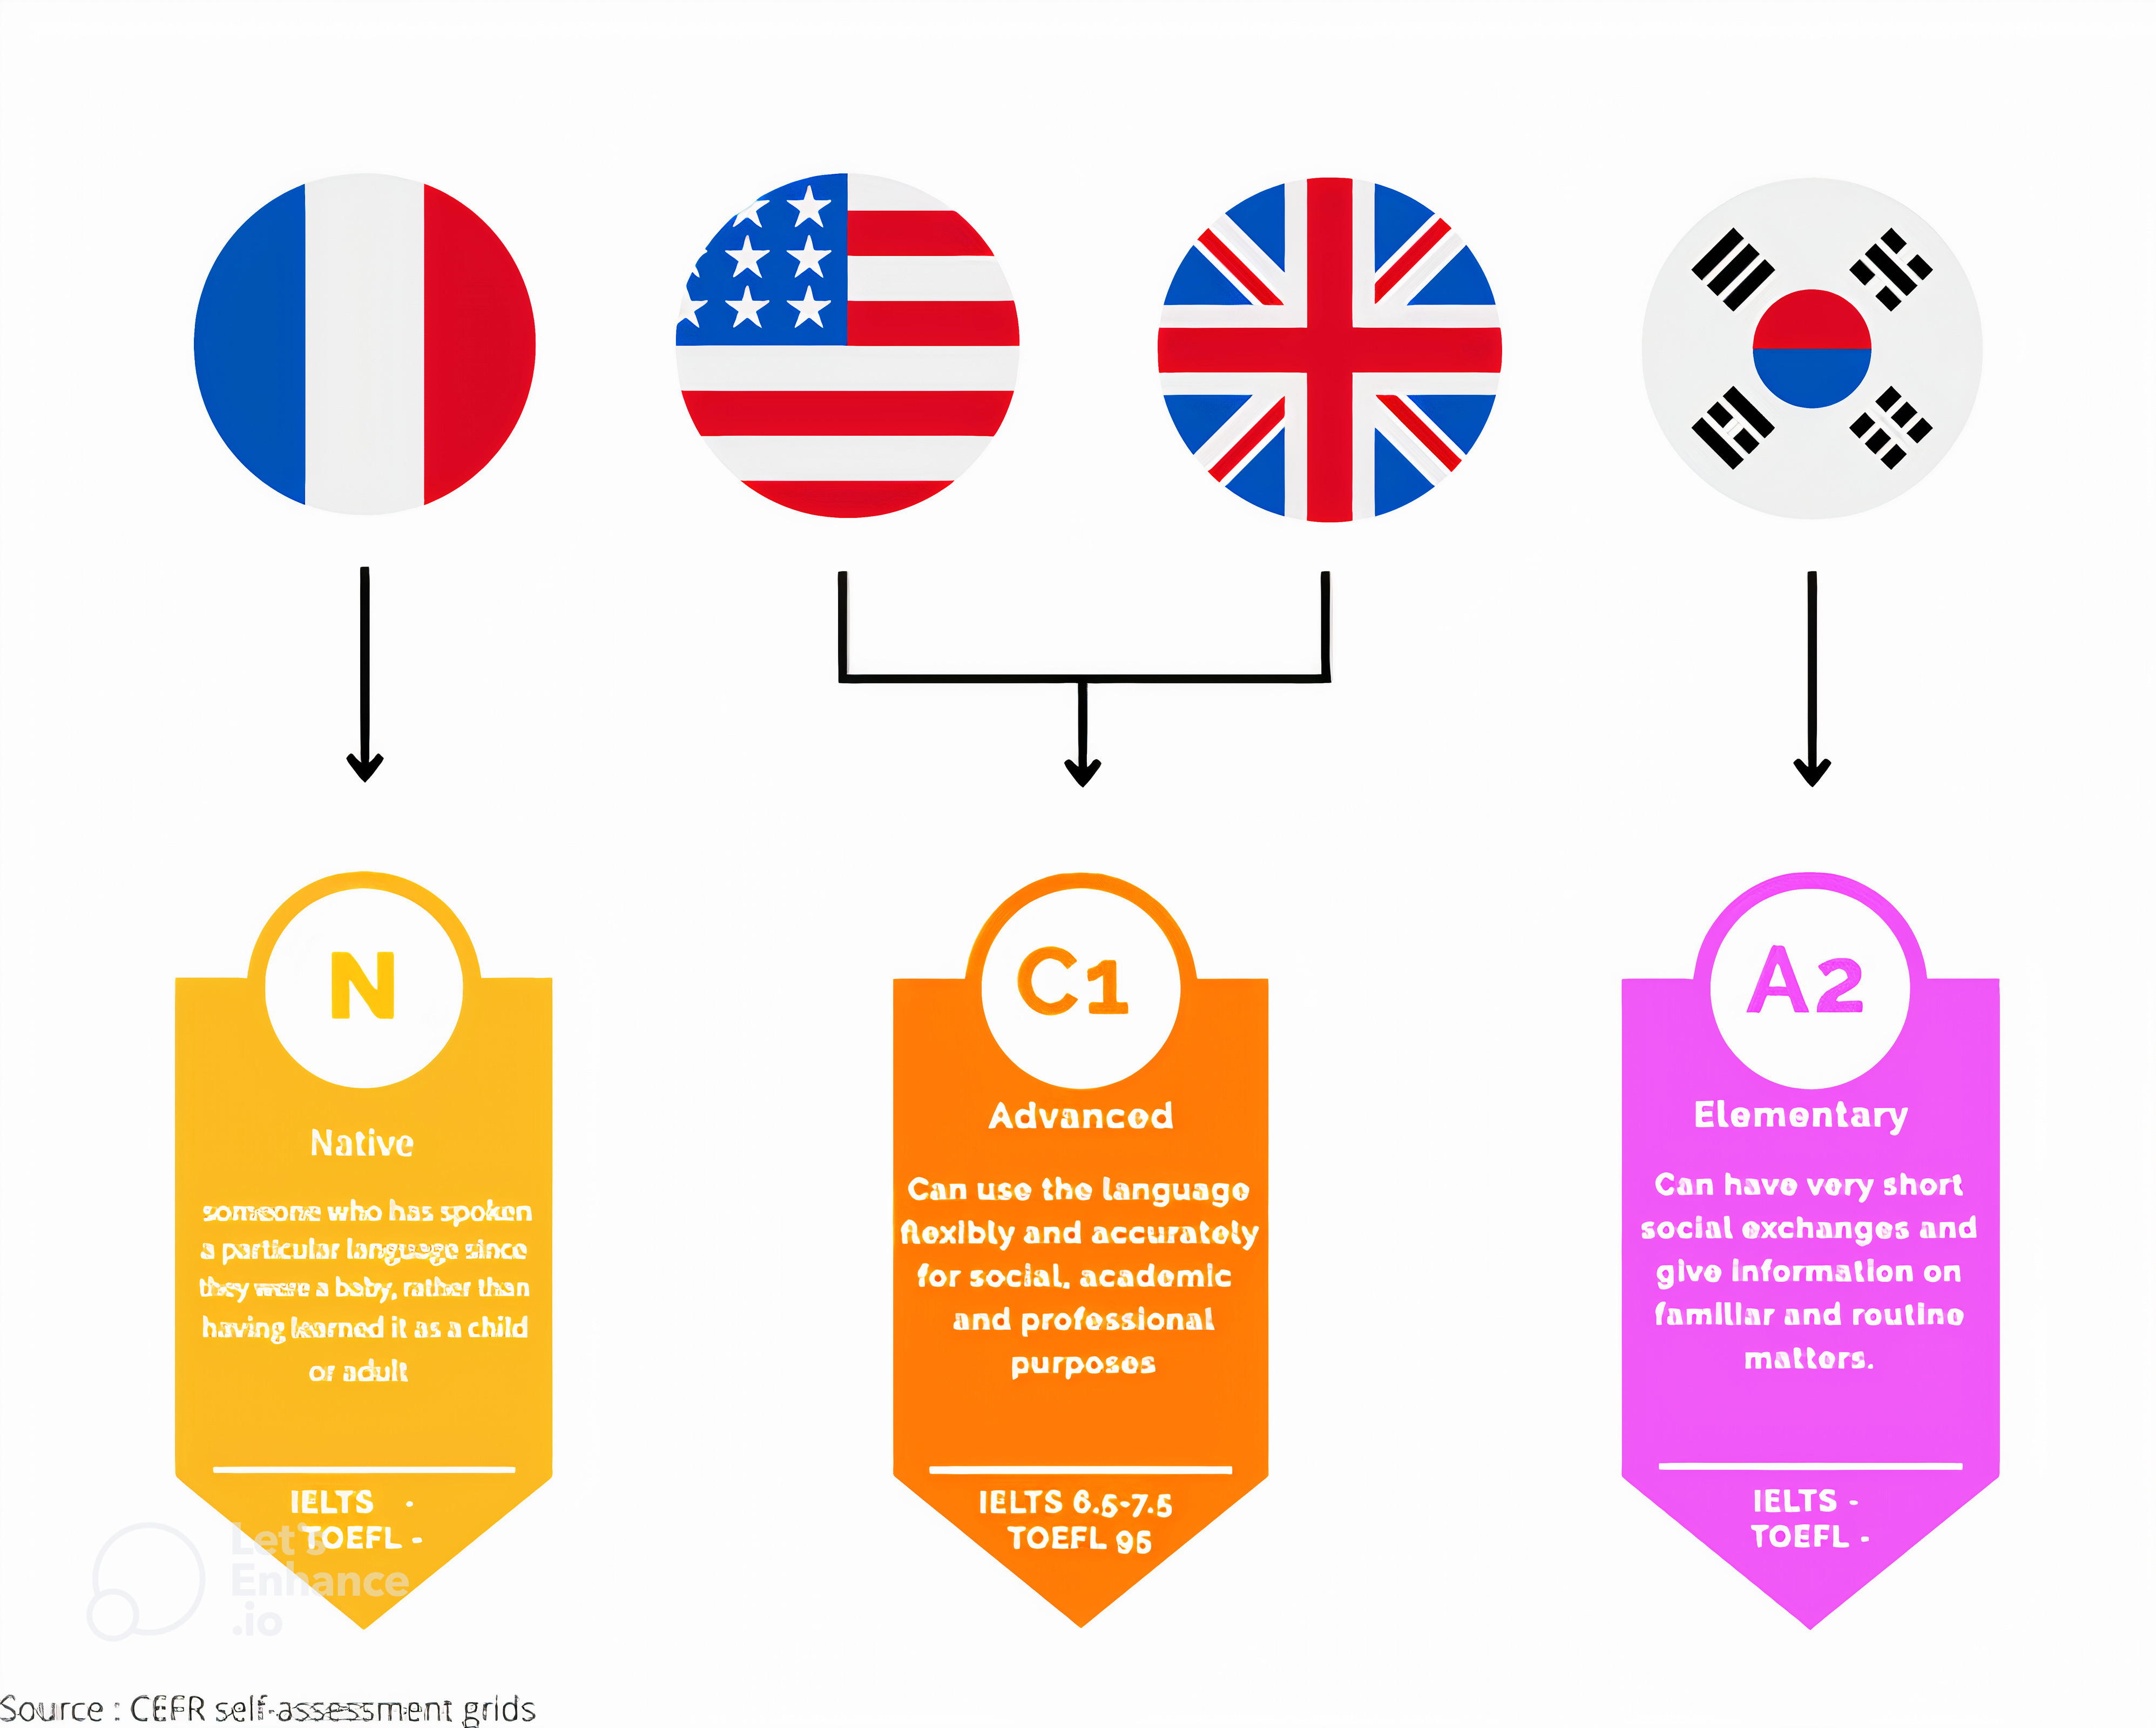 N
Native
someone who has spoken
a particular language since
they were a baby, rather than
having learned it as a child
or adult
IELTS -
TOEFL -
C1
Advanced
Can use the language
flexibly and accurately
for social, academic
and professional
purposes
IELTS 6.5-7.5
TOEFL 95
A2
Elementary
Can have very short
social exchanges and
give information on
familiar and routine
matters.
IELTS -
TOEFL -
Let's
Enhance
.io
Source : CEFR self-assessment grids